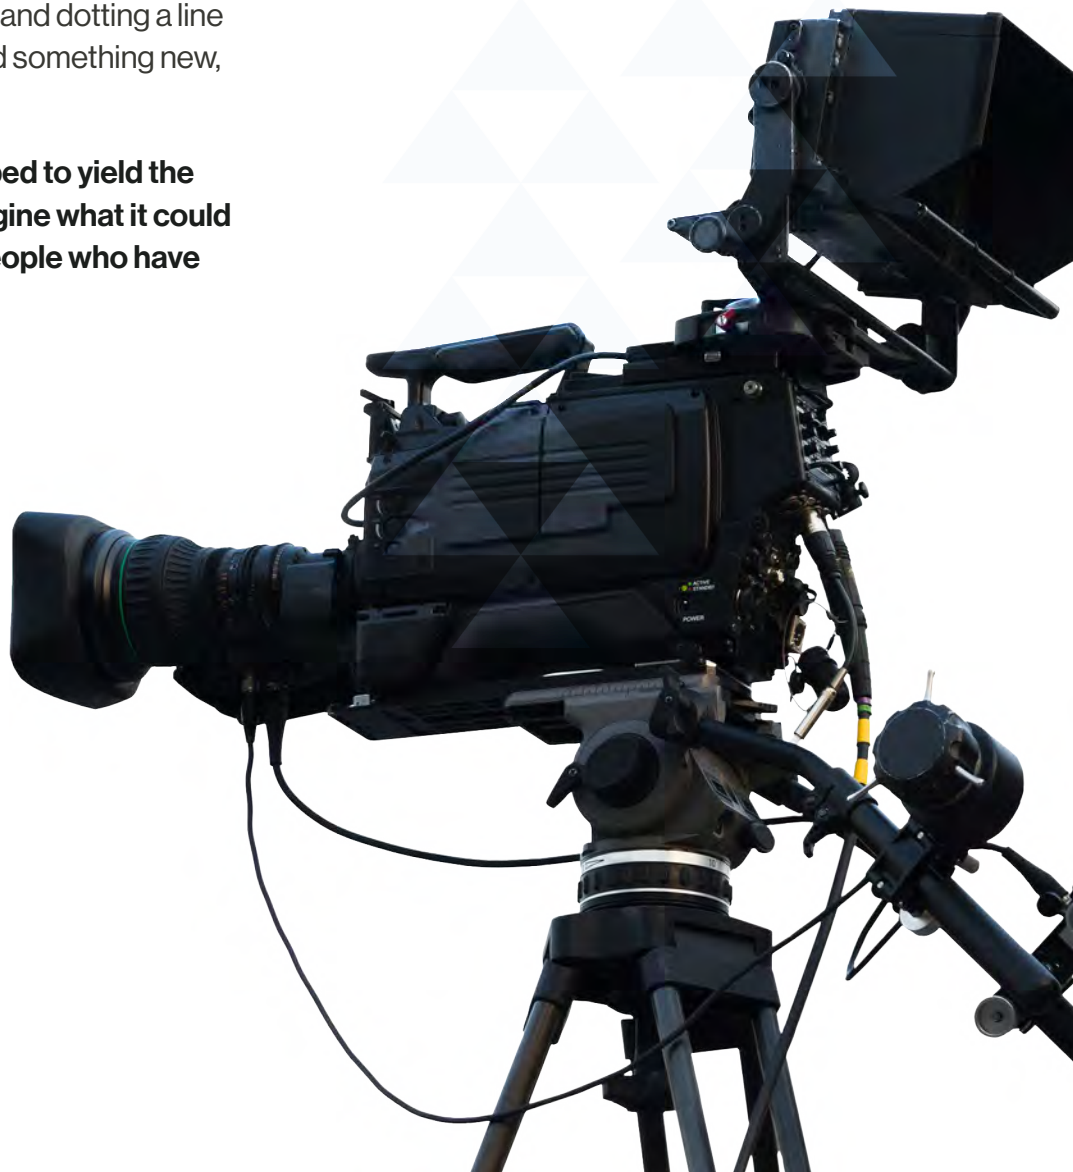 and dotting a line
d something new,
ped to yield the
gine what it could
eople who have
ACTIVE
STANDBY
POWER
10